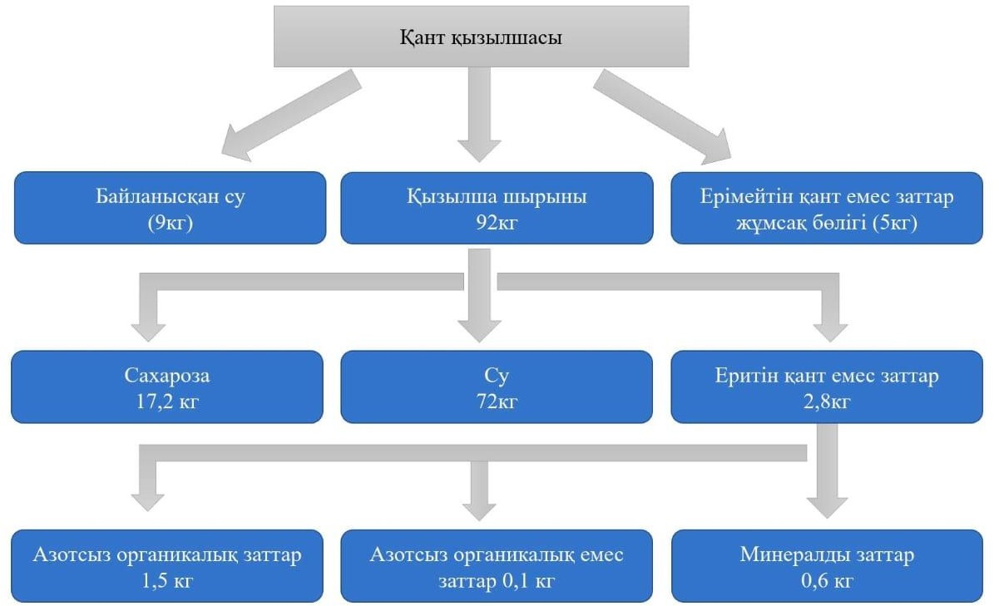 Қант қызылшасы
Байланысқан су
(9кг)
Қызылша шырыны
92кг
Ерімейтін қант емес заттар
жұмсақ бөлігі (5кг)
Сахароза
17,2 кг
Су
72кг
Еритін қант емес заттар
2,8кг
Азотсыз органикалық заттар
1,5 кг
Азотсыз органикалық емес
заттар 0,1 кг
Минералды заттар
0,6 кг